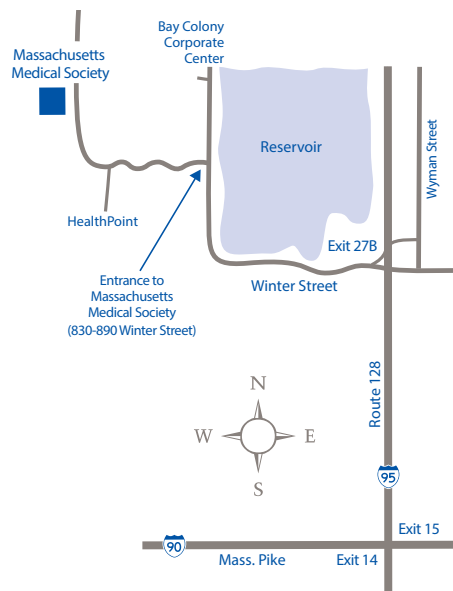 Bay Colony
Corporate
Center
Massachusetts
Medical Society
Reservoir
Wyman Street
HealthPoint
Exit 27B
Entrance to
Massachusetts
Medical Society
(830-890 Winter Street)
Winter Street
Route 128
N
W
E
S
95
Exit 15
90
Mass. Pike
Exit 14